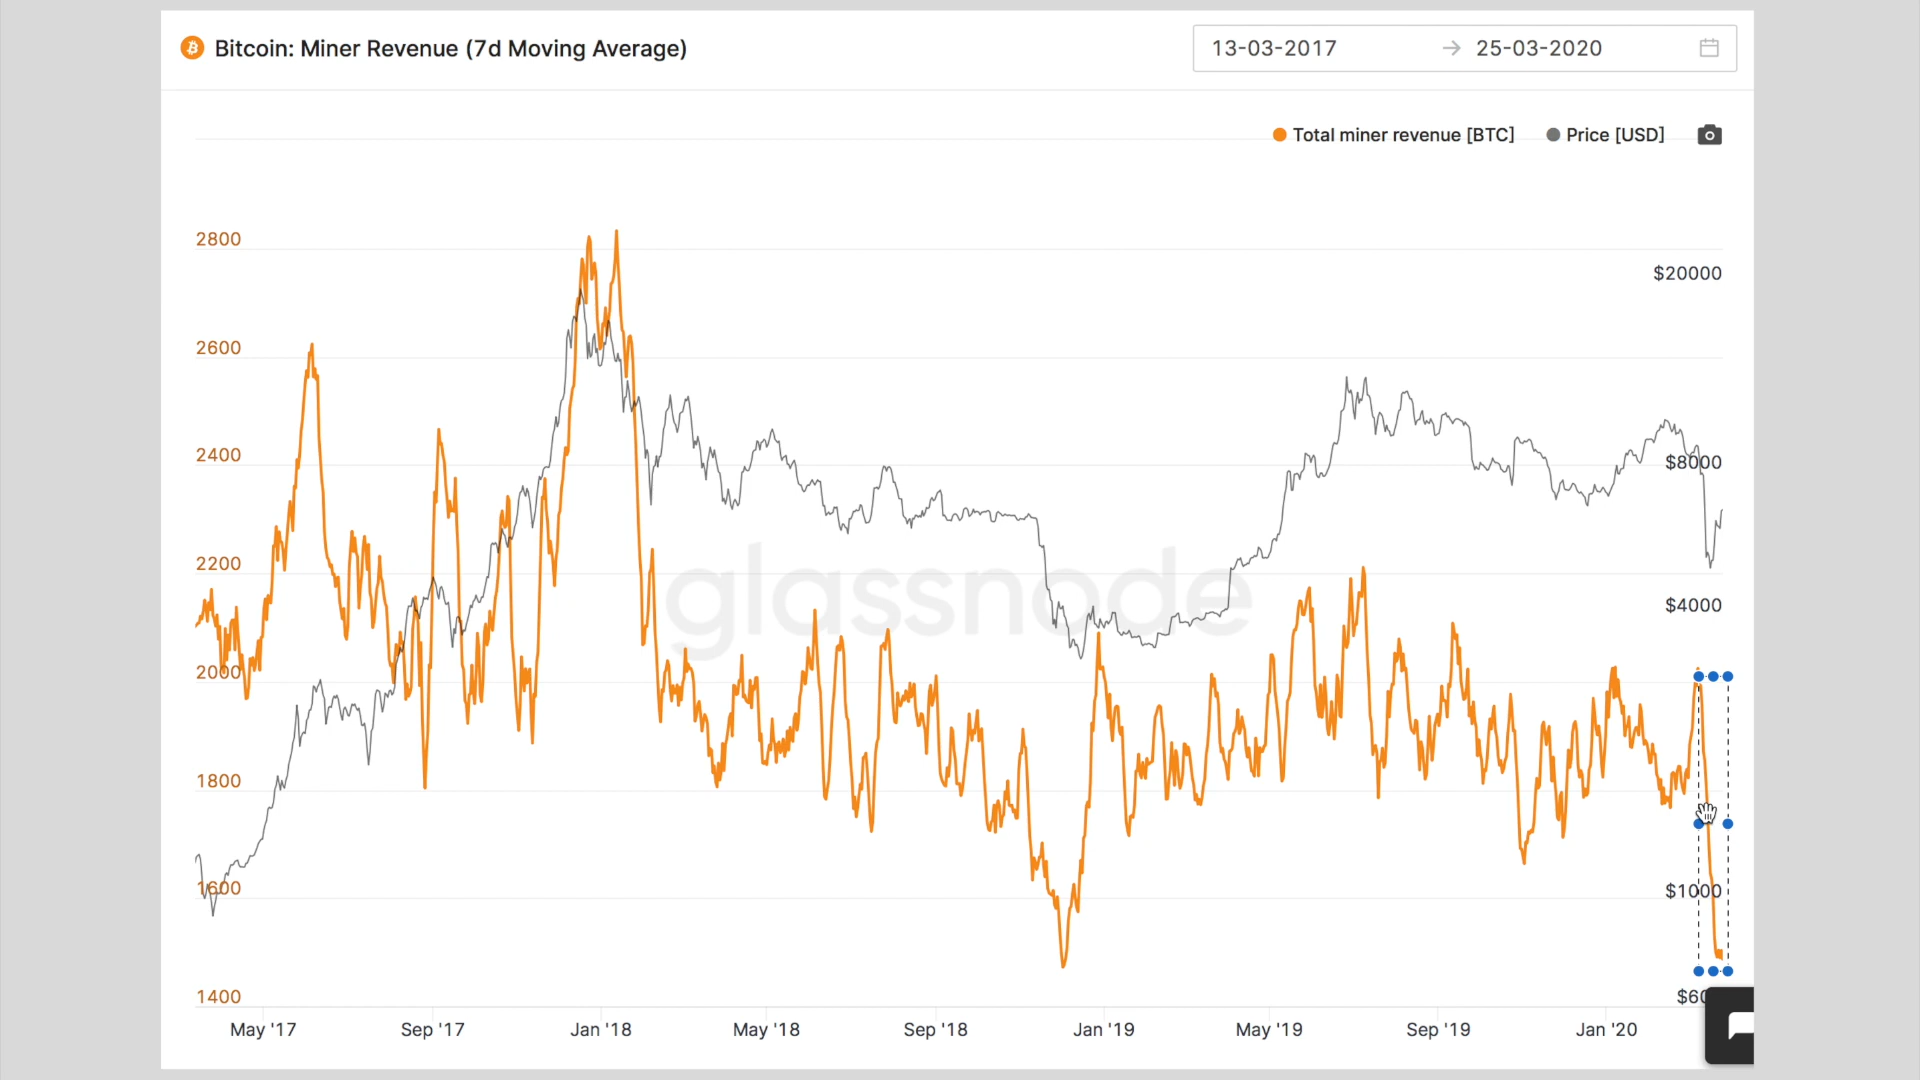 Bitcoin: Miner Revenue (7d Moving Average)
13-03-2017 → 25-03-2020
Total miner revenue [BTC] Price [USD]
2800
$20000
2600
2400
$8000
2200
glassnode
$4000
2000
1800
1600
$1000
1400
May '17 Sep '17 Jan '18 May '18 Sep '18 Jan '19 May '19 Sep '19 Jan '20